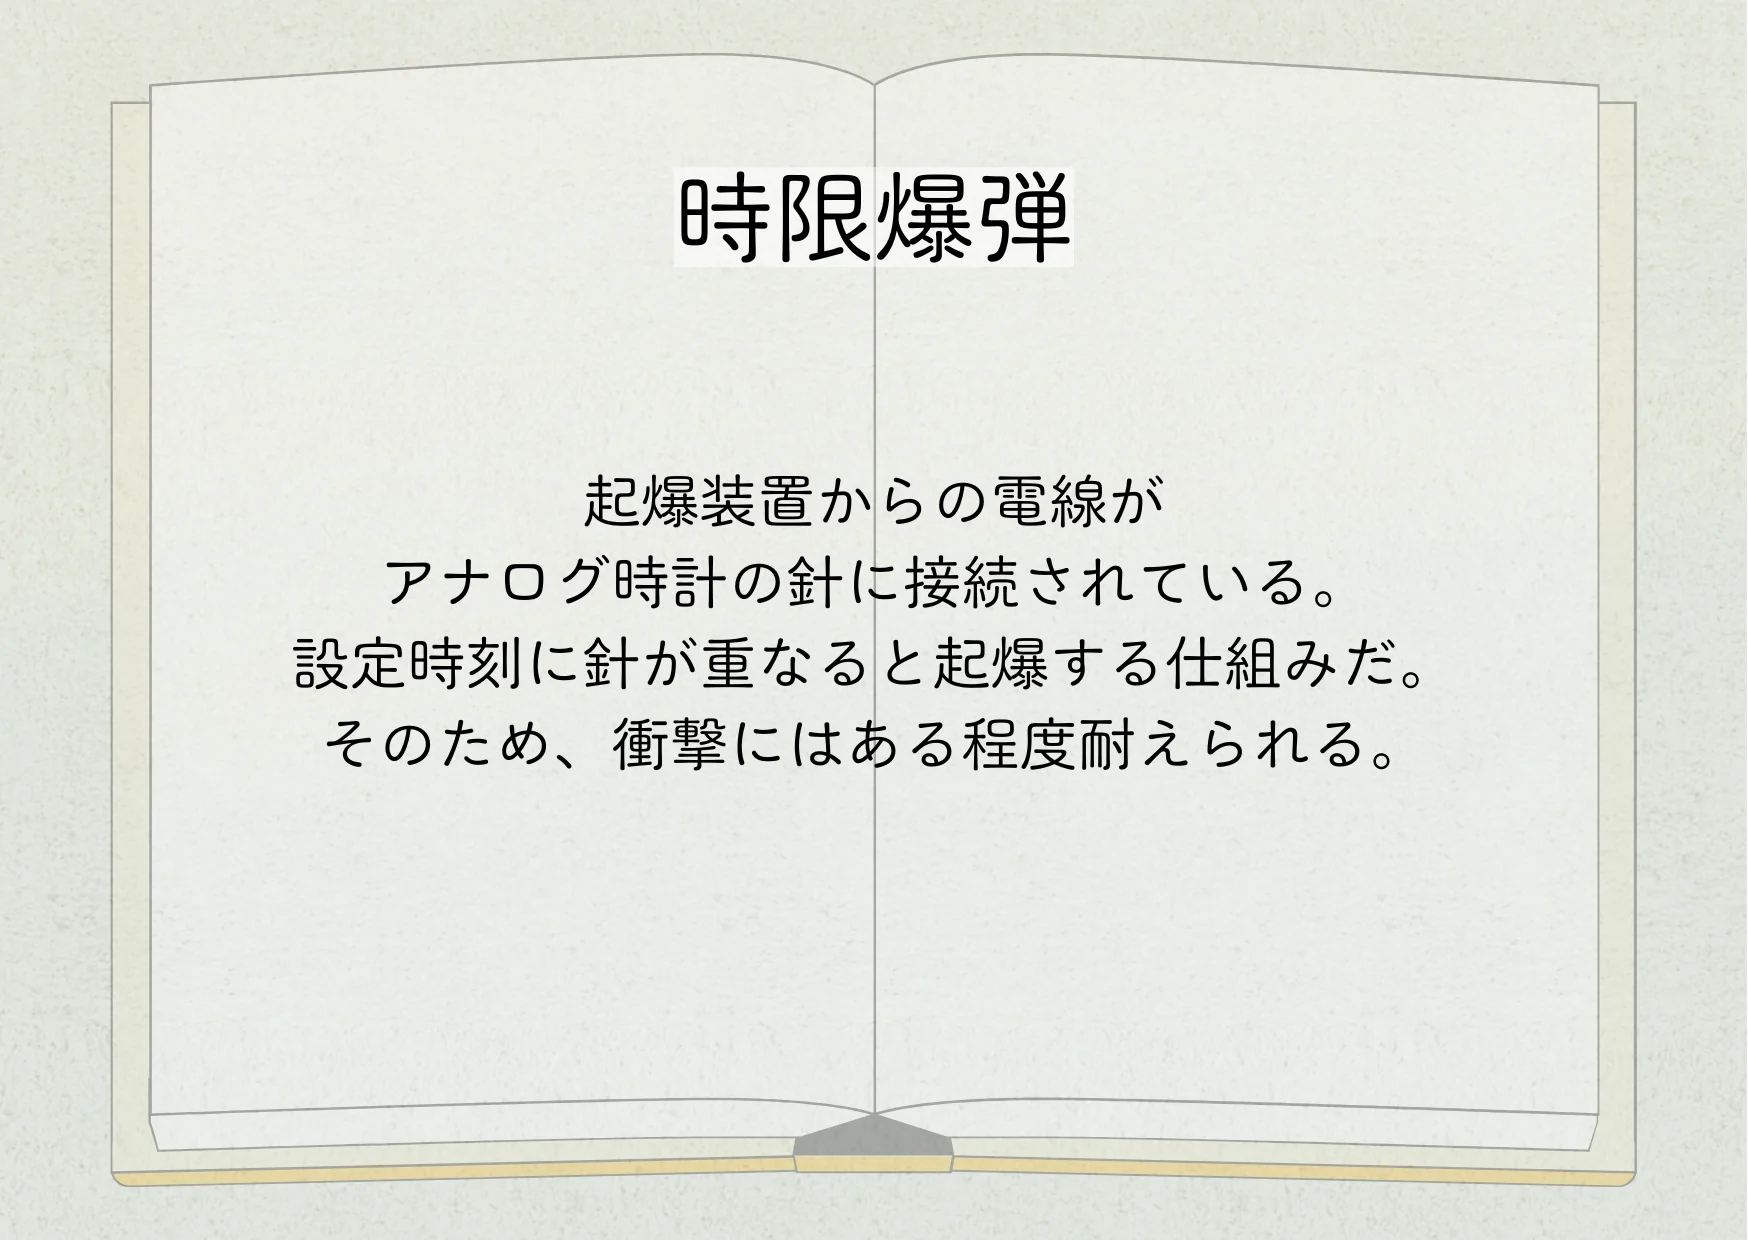 時限爆弾
起爆装置からの電線が
アナログ時計の針に接続されている。
設定時刻に針が重なると起爆する仕組みだ。
そのため、衝撃にはある程度耐えられる。